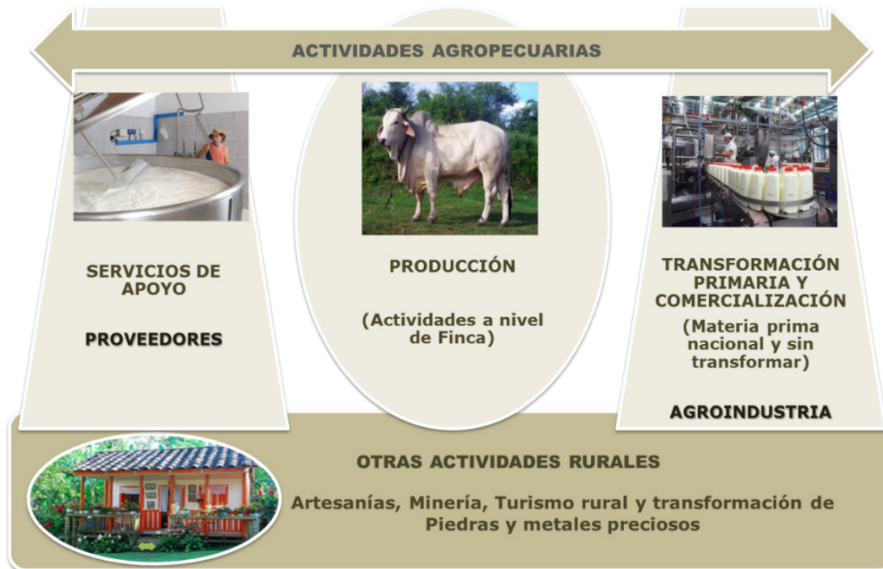 ACTIVIDADES AGROPECUARIAS
SERVICIOS DE
APOYO
PROVEEDORES
PRODUCCIÓN
(Actividades a nivel
de Finca)
TRANSFORMACIÓN
PRIMARIA Y
COMERCIALIZACIÓN
(Materia prima
nacional y sin
transformar)
AGROINDUSTRIA
OTRAS ACTIVIDADES RURALES
Artesanías, Minería, Turismo rural y transformación de
Piedras y metales preciosos